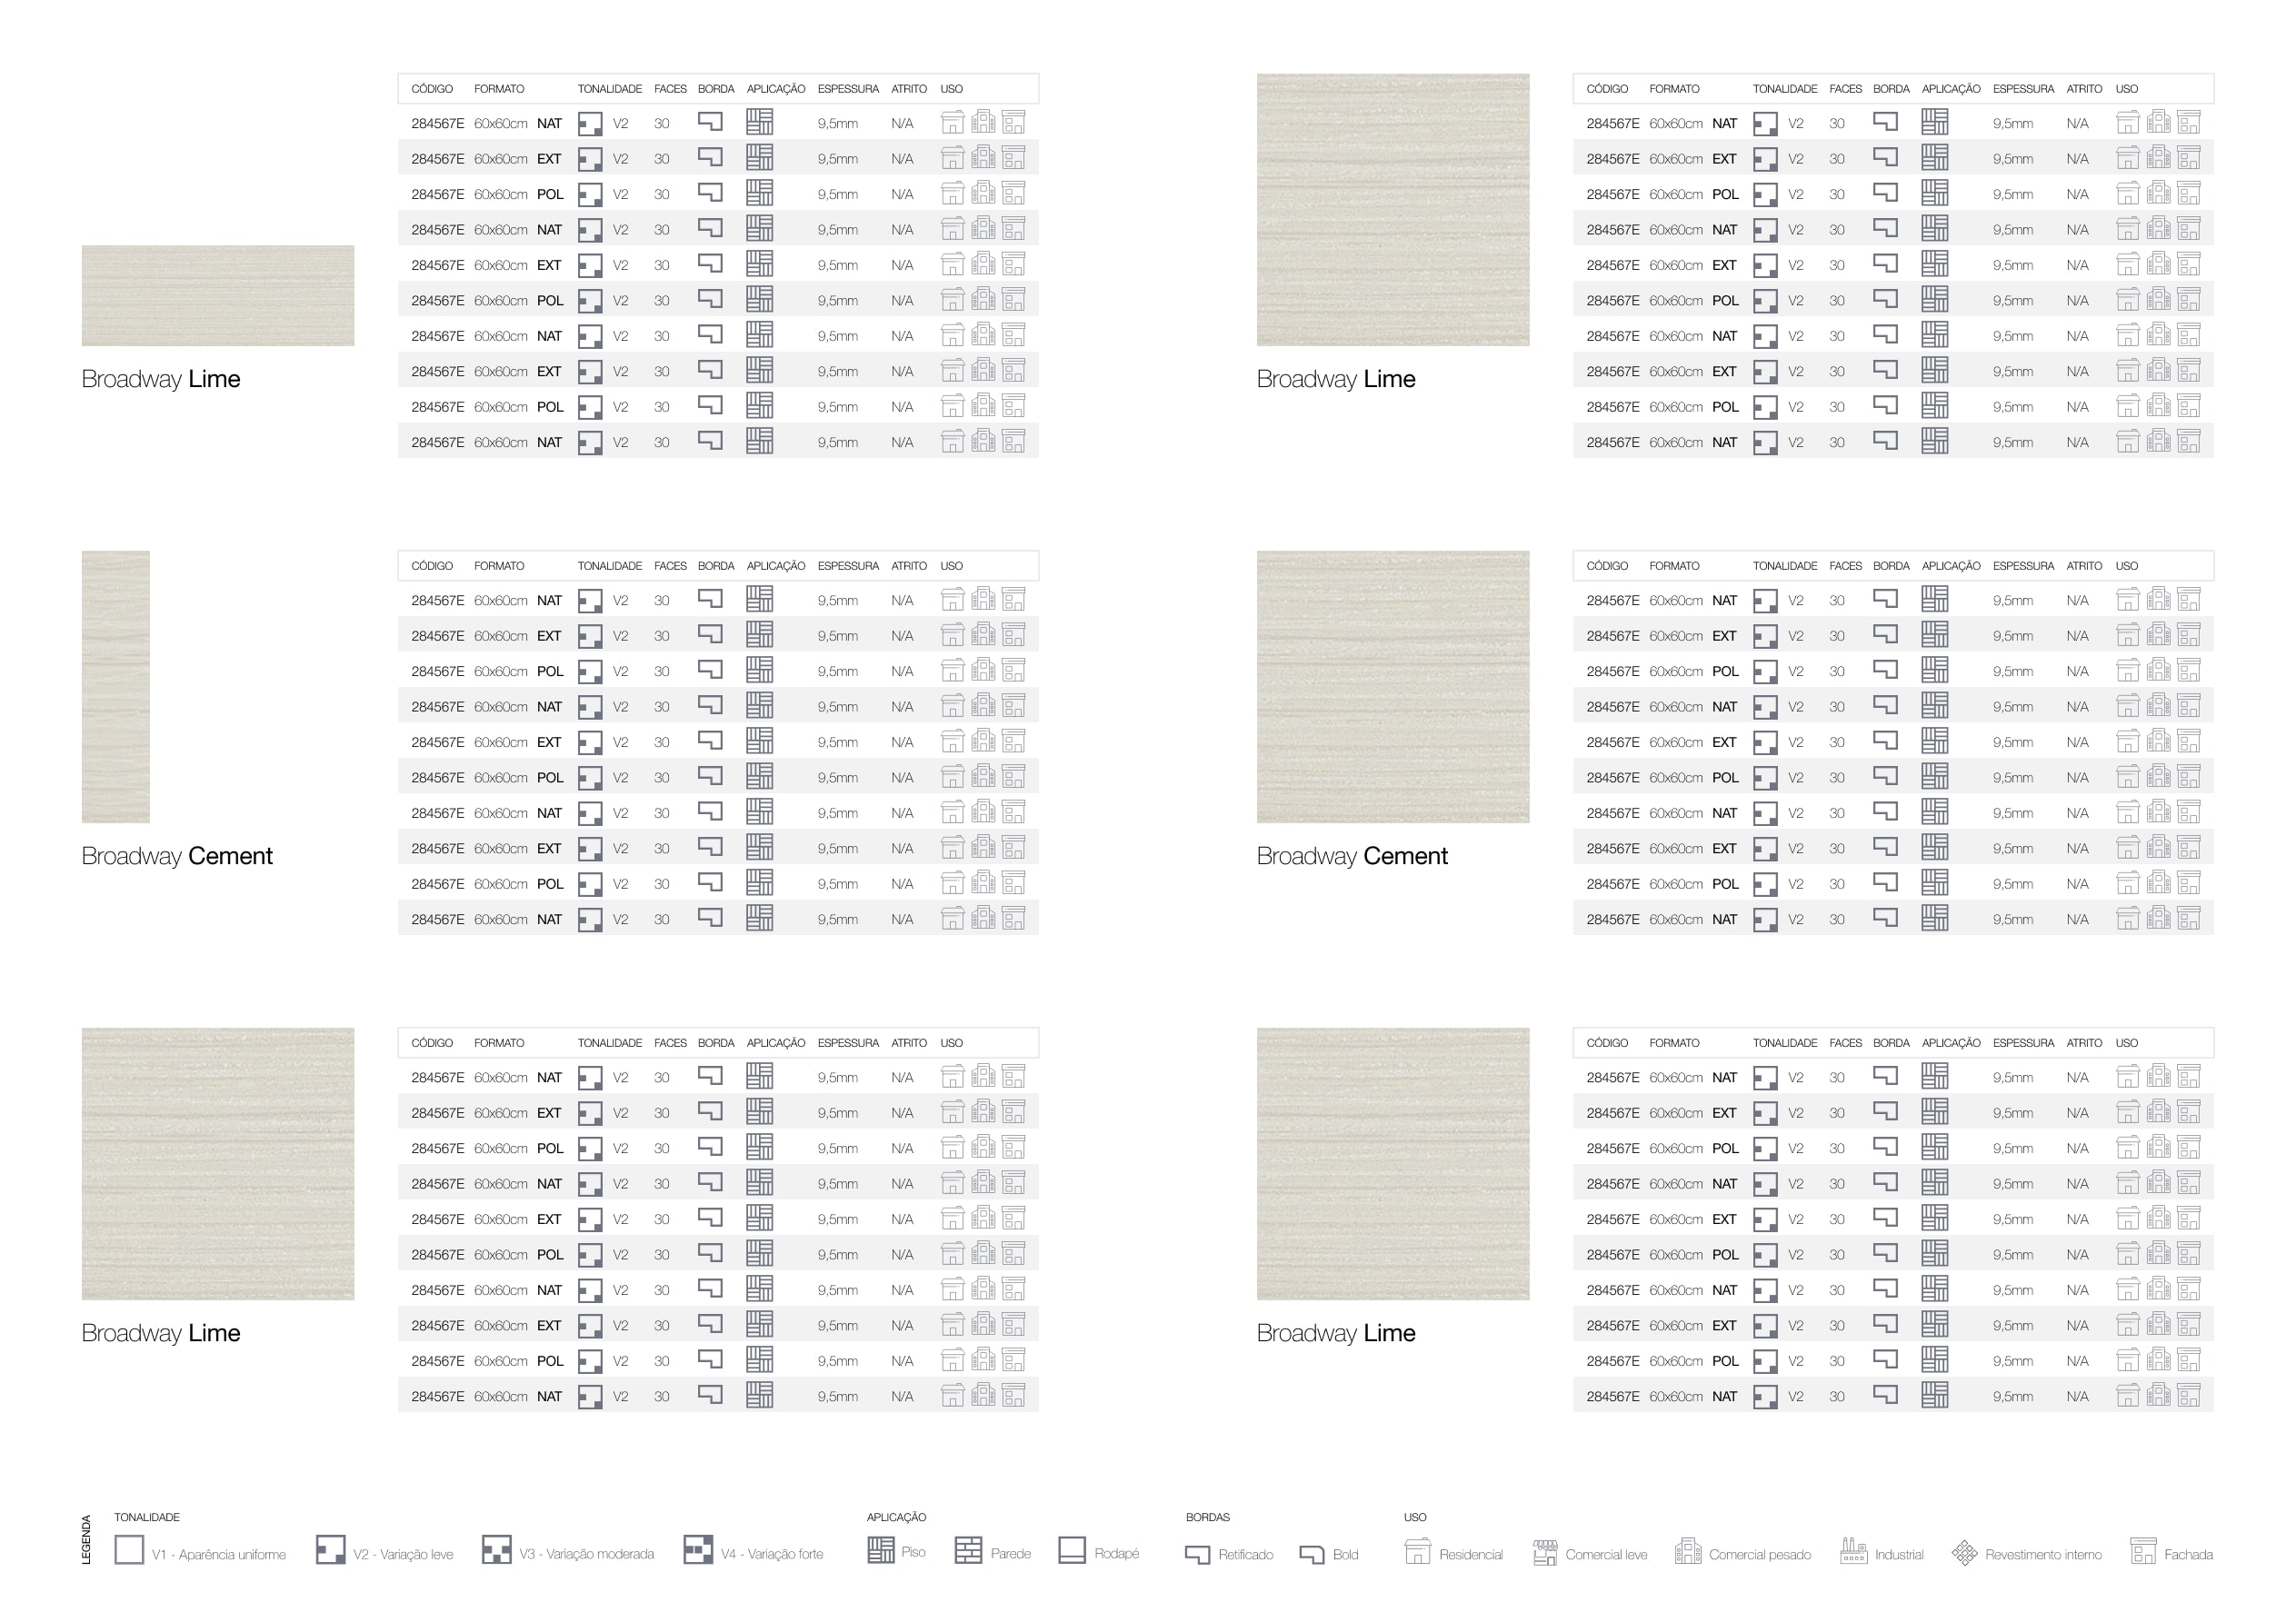 CÓDIGO FORMATO TONALIDADE FACES BORDA APLICAÇÃO ESPESSURA ATRITO USO
284567E 60x60cm NAT V2 30 9,5mm N/A
284567E 60x60cm EXT V2 30 9,5mm N/A
284567E 60x60cm POL V2 30 9,5mm N/A
284567E 60x60cm NAT V2 30 9,5mm N/A
284567E 60x60cm EXT V2 30 9,5mm N/A
284567E 60x60cm POL V2 30 9,5mm N/A
284567E 60x60cm NAT V2 30 9,5mm N/A
284567E 60x60cm EXT V2 30 9,5mm N/A
284567E 60x60cm POL V2 30 9,5mm N/A
284567E 60x60cm NAT V2 30 9,5mm N/A
Broadway Lime
CÓDIGO FORMATO TONALIDADE FACES BORDA APLICAÇÃO ESPESSURA ATRITO USO
284567E 60x60cm NAT V2 30 9,5mm N/A
284567E 60x60cm EXT V2 30 9,5mm N/A
284567E 60x60cm POL V2 30 9,5mm N/A
284567E 60x60cm NAT V2 30 9,5mm N/A
284567E 60x60cm EXT V2 30 9,5mm N/A
284567E 60x60cm POL V2 30 9,5mm N/A
284567E 60x60cm NAT V2 30 9,5mm N/A
284567E 60x60cm EXT V2 30 9,5mm N/A
284567E 60x60cm POL V2 30 9,5mm N/A
284567E 60x60cm NAT V2 30 9,5mm N/A
Broadway Lime
CÓDIGO FORMATO TONALIDADE FACES BORDA APLICAÇÃO ESPESSURA ATRITO USO
284567E 60x60cm NAT V2 30 9,5mm N/A
284567E 60x60cm EXT V2 30 9,5mm N/A
284567E 60x60cm POL V2 30 9,5mm N/A
284567E 60x60cm NAT V2 30 9,5mm N/A
284567E 60x60cm EXT V2 30 9,5mm N/A
284567E 60x60cm POL V2 30 9,5mm N/A
284567E 60x60cm NAT V2 30 9,5mm N/A
284567E 60x60cm EXT V2 30 9,5mm N/A
284567E 60x60cm POL V2 30 9,5mm N/A
284567E 60x60cm NAT V2 30 9,5mm N/A
Broadway Cement
CÓDIGO FORMATO TONALIDADE FACES BORDA APLICAÇÃO ESPESSURA ATRITO USO
284567E 60x60cm NAT V2 30 9,5mm N/A
284567E 60x60cm EXT V2 30 9,5mm N/A
284567E 60x60cm POL V2 30 9,5mm N/A
284567E 60x60cm NAT V2 30 9,5mm N/A
284567E 60x60cm EXT V2 30 9,5mm N/A
284567E 60x60cm POL V2 30 9,5mm N/A
284567E 60x60cm NAT V2 30 9,5mm N/A
284567E 60x60cm EXT V2 30 9,5mm N/A
284567E 60x60cm POL V2 30 9,5mm N/A
284567E 60x60cm NAT V2 30 9,5mm N/A
Broadway Cement
CÓDIGO FORMATO TONALIDADE FACES BORDA APLICAÇÃO ESPESSURA ATRITO USO
284567E 60x60cm NAT V2 30 9,5mm N/A
284567E 60x60cm EXT V2 30 9,5mm N/A
284567E 60x60cm POL V2 30 9,5mm N/A
284567E 60x60cm NAT V2 30 9,5mm N/A
284567E 60x60cm EXT V2 30 9,5mm N/A
284567E 60x60cm POL V2 30 9,5mm N/A
284567E 60x60cm NAT V2 30 9,5mm N/A
284567E 60x60cm EXT V2 30 9,5mm N/A
284567E 60x60cm POL V2 30 9,5mm N/A
284567E 60x60cm NAT V2 30 9,5mm N/A
Broadway Lime
CÓDIGO FORMATO TONALIDADE FACES BORDA APLICAÇÃO ESPESSURA ATRITO USO
284567E 60x60cm NAT V2 30 9,5mm N/A
284567E 60x60cm EXT V2 30 9,5mm N/A
284567E 60x60cm POL V2 30 9,5mm N/A
284567E 60x60cm NAT V2 30 9,5mm N/A
284567E 60x60cm EXT V2 30 9,5mm N/A
284567E 60x60cm POL V2 30 9,5mm N/A
284567E 60x60cm NAT V2 30 9,5mm N/A
284567E 60x60cm EXT V2 30 9,5mm N/A
284567E 60x60cm POL V2 30 9,5mm N/A
284567E 60x60cm NAT V2 30 9,5mm N/A
Broadway Lime
LEGENDA
TONALIDADE
V1 - Aparência uniforme V2 - Variação leve V3 - Variação moderada V4 - Variação forte
APLICAÇÃO
Piso Parede Rodapé
BORDAS
Retificado Bold
USO
Residencial Comercial leve Comercial pesado Industrial Revestimento interno Fachada